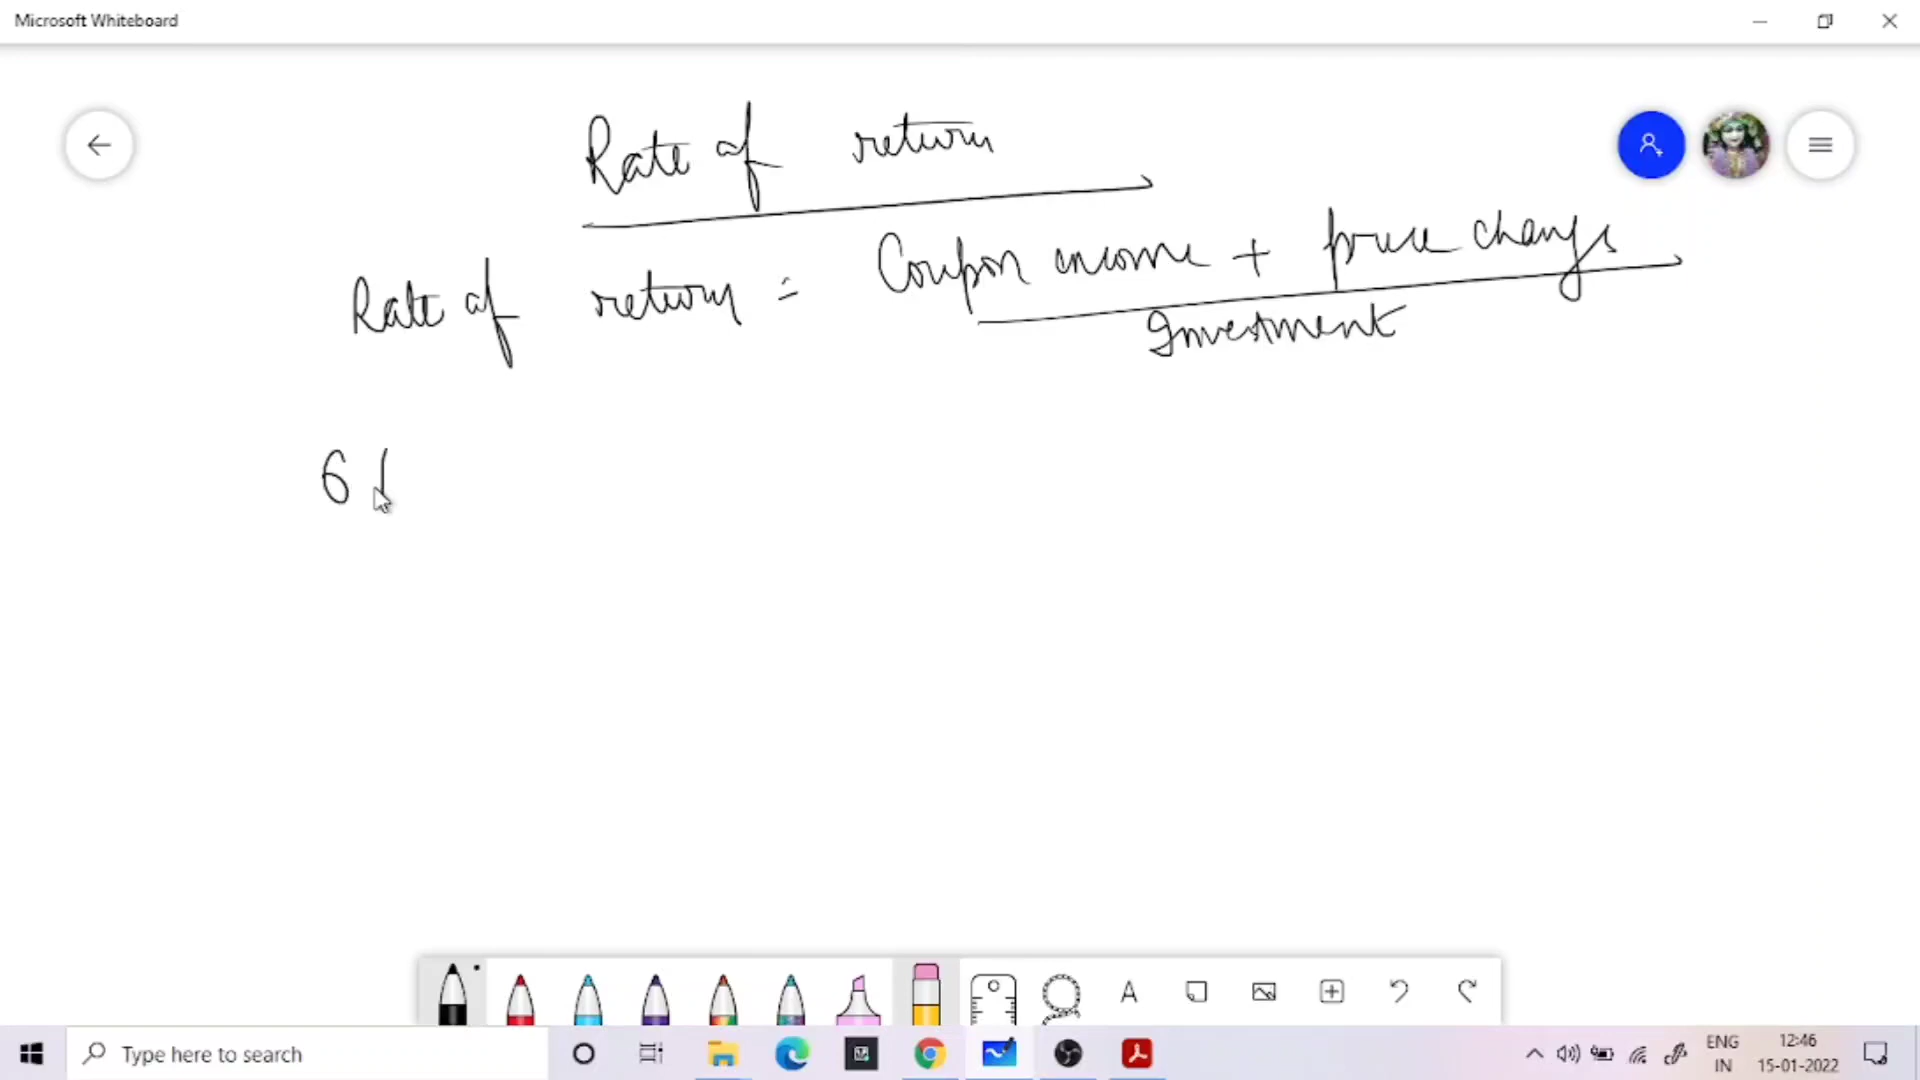 Microsoft Whiteboard
Rate of return
Rate of return = Coupon income + price change
Investment
6
A
Type here to search
ENG
IN
12:46
15-01-2022